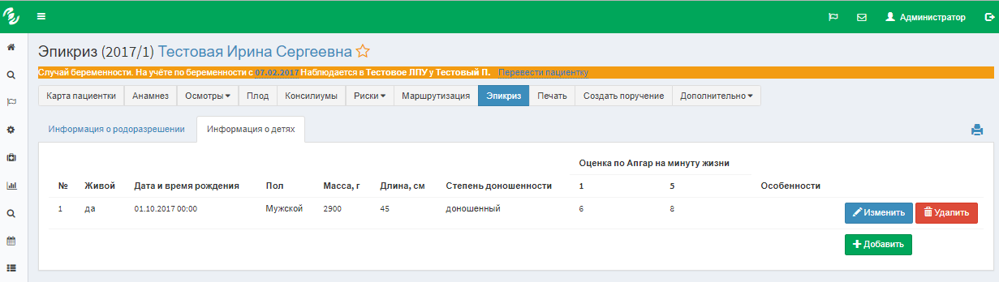 Администратор
Эпикриз (2017/1) Тестовая Ирина Сергеевна
Случай беременности. На учёте по беременности с 07.02.2017 Наблюдается в Тестовое ЛПУ у Тестовый П. Перевести пациентку
Карта пациентки Анамнез Осмотры Плод Консилиумы Риски Маршрутизация Эпикриз Печать Создать поручение Дополнительно
Информация о родоразрешении Информация о детях
Оценка по Апгар на минуту жизни
№ Живой Дата и время рождения Пол Масса, г Длина, см Степень доношенности 1 5 Особенности
1 да 01.10.2017 00:00 Мужской 2900 45 доношенный 6 8 Изменить Удалить
Добавить